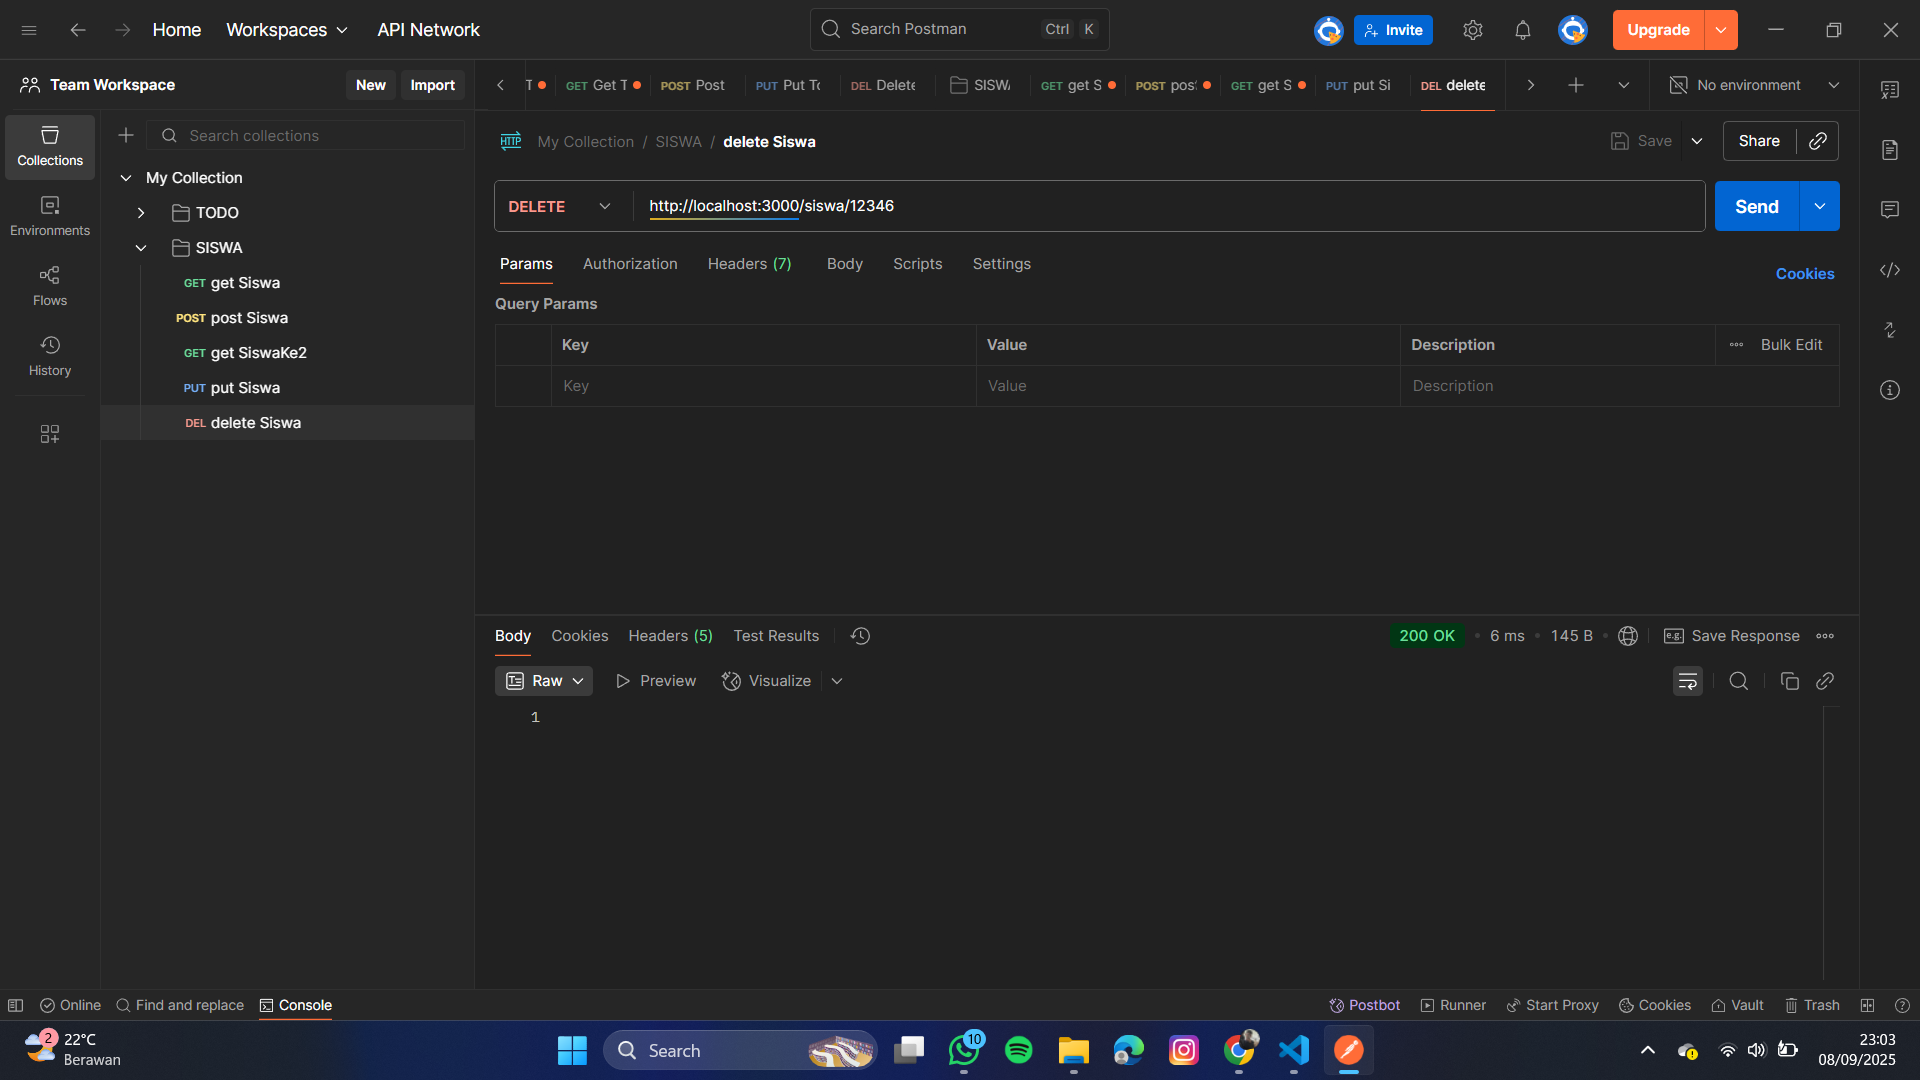 Home
Workspaces
API Network
Search Postman
Ctrl
K
Invite
Upgrade
Team Workspace
New
Import
T
GET Get T
POST Post
PUT Put To
DEL Delete
SISWA
GET get S
POST post
GET get S
PUT put Si
DEL delete
No environment
Collections
Environments
Flows
History
Search collections
My Collection
TODO
SISWA
GET get Siswa
POST post Siswa
GET get SiswaKe2
PUT put Siswa
DEL delete Siswa
HTTP
My Collection / SISWA / delete Siswa
Save
Share
DELETE
http://localhost:3000/siswa/12346
Send
Params
Authorization
Headers (7)
Body
Scripts
Settings
Cookies
Query Params
Key
Value
Description
Bulk Edit
Key
Value
Description
Body
Cookies
Headers (5)
Test Results
200 OK
6 ms
145 B
e.g.
Save Response
Raw
Preview
Visualize
1
Online
Find and replace
Console
Postbot
Runner
Start Proxy
Cookies
Vault
Trash
2
22°C
Berawan
Search
10
23:03
08/09/2025